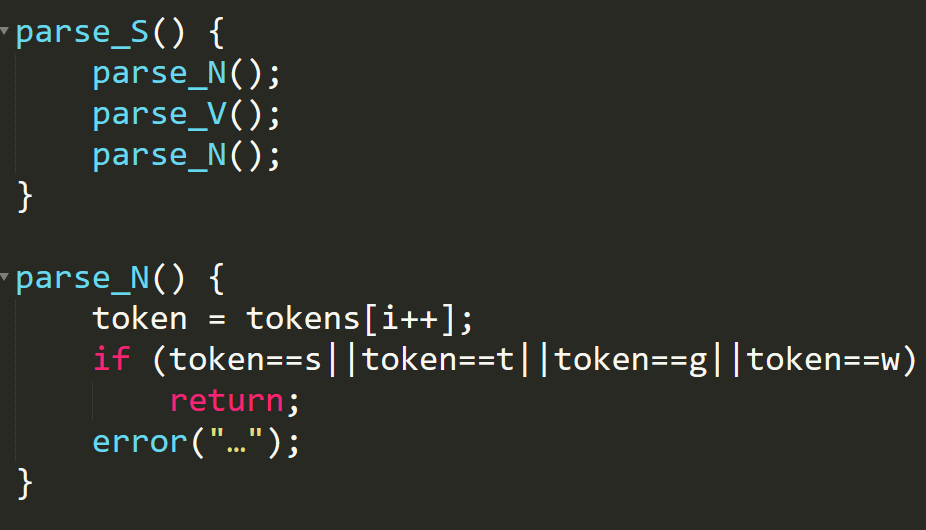 parse_S() {
parse_N();
parse_V();
parse_N();
}
parse_N() {
token = tokens[i++];
if (token==s||token==t||token==g||token==w)
return;
error("…");
}